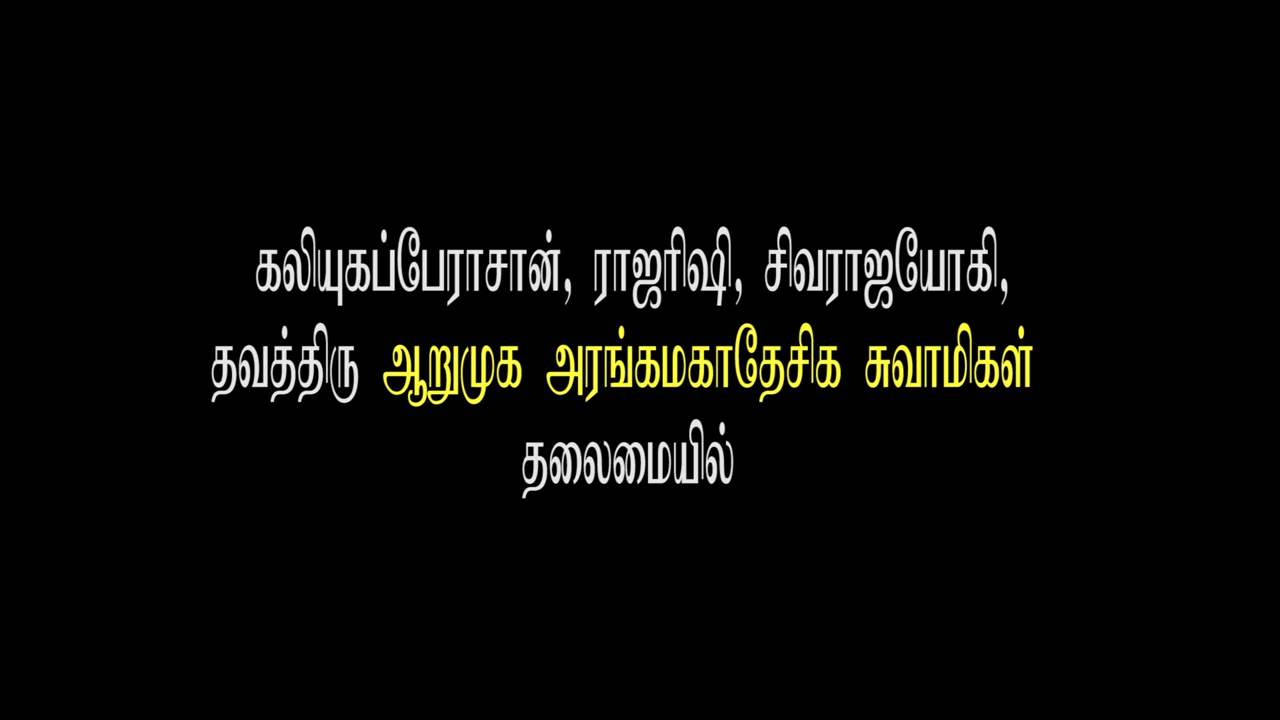 கலியுகப்பேராசான், ராஜரிஷி, சிவராஜயோகி,
தவத்திரு ஆறுமுக அரங்கமகாதேசிக சுவாமிகள்
தலைமையில்